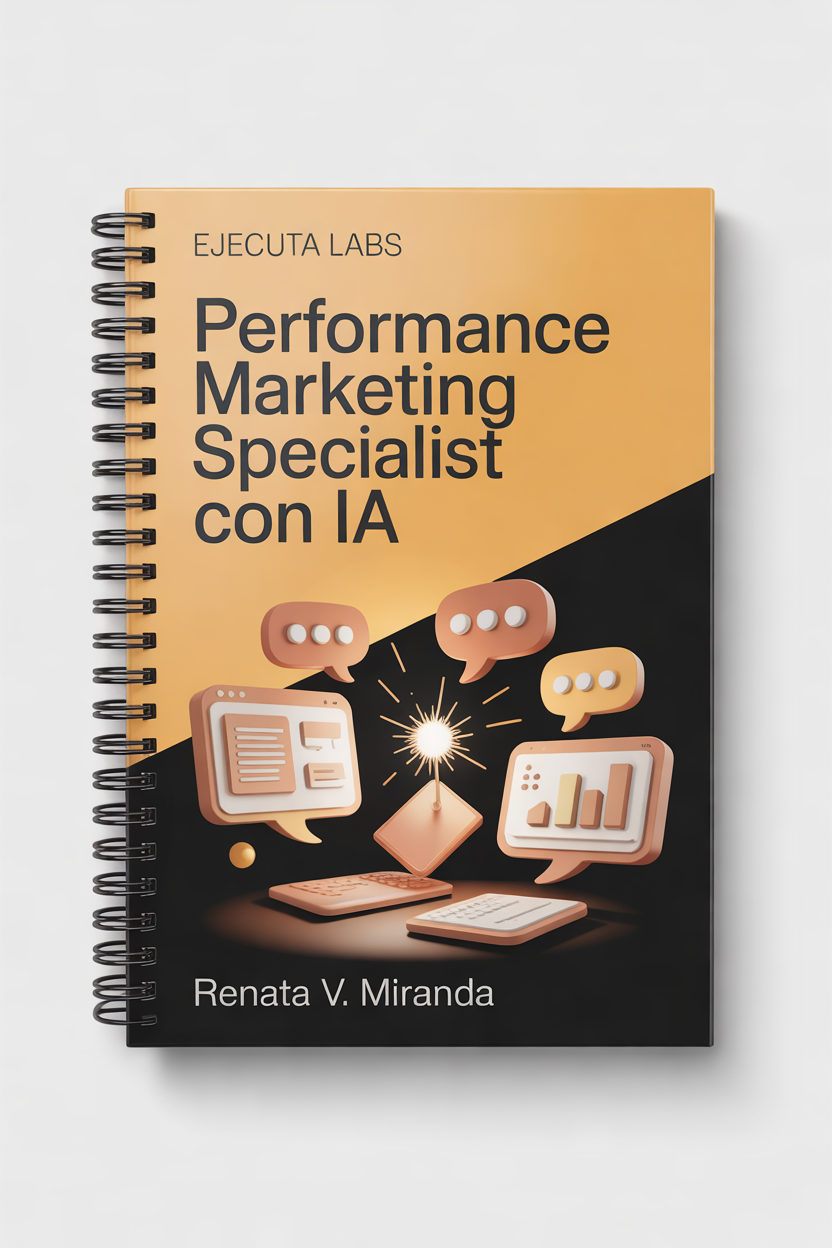 EJECUTA LABS
Performance
Marketing
Specialist
con IA
Renata V. Miranda